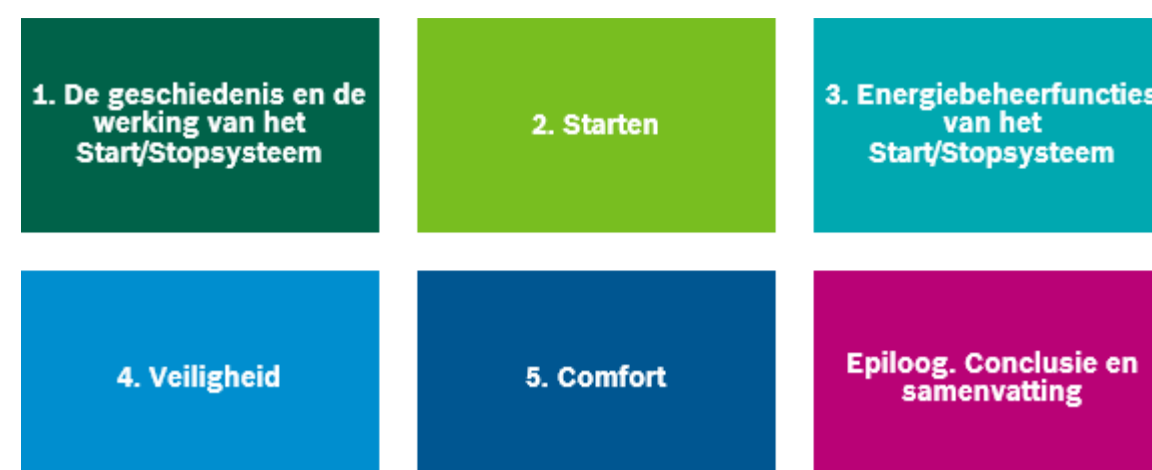 1. De geschiedenis en de
werking van het
Start/Stopsysteem
2. Starten
3. Energiebeheerfuncties
van het
Start/Stopsysteem
4. Veiligheid
5. Comfort
Epiloog. Conclusie en
samenvatting